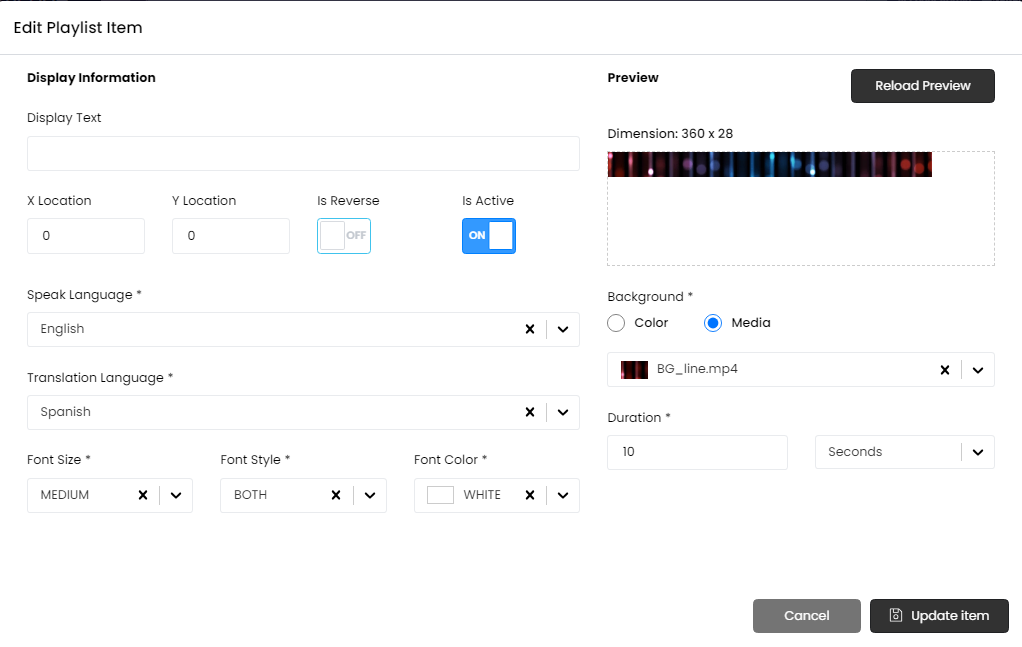 Edit Playlist Item
Display Information
Display Text
X Location Y Location Is Reverse Is Active
0 0 OFF ON
Speak Language *
English
Translation Language *
Spanish
Font Size * Font Style * Font Color *
MEDIUM BOTH WHITE
Preview Reload Preview
Dimension: 360 x 28
Background *
Color Media
BG_line.mp4
Duration *
10 Seconds
Cancel Update item